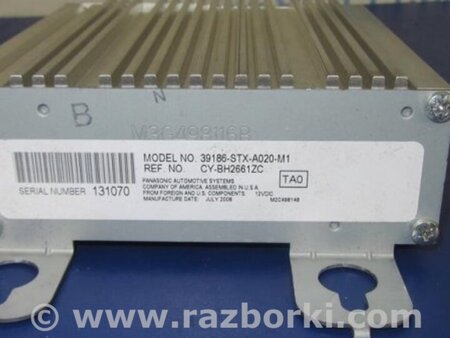 B
N
M2C498116B
MODEL NO. 39186-STX-A020-M1
REF. NO. CY-BH2661ZC
TA0
SERIAL NUMBER 131070
PANASONIC AUTOMOTIVE SYSTEMS
COMPANY OF AMERICA. ASSEMBLED IN U.S.A.
FROM FOREIGN AND U.S. COMPONENTS. 12VDC
MANUFACTURE DATE: JULY 2008
www.razborki.com